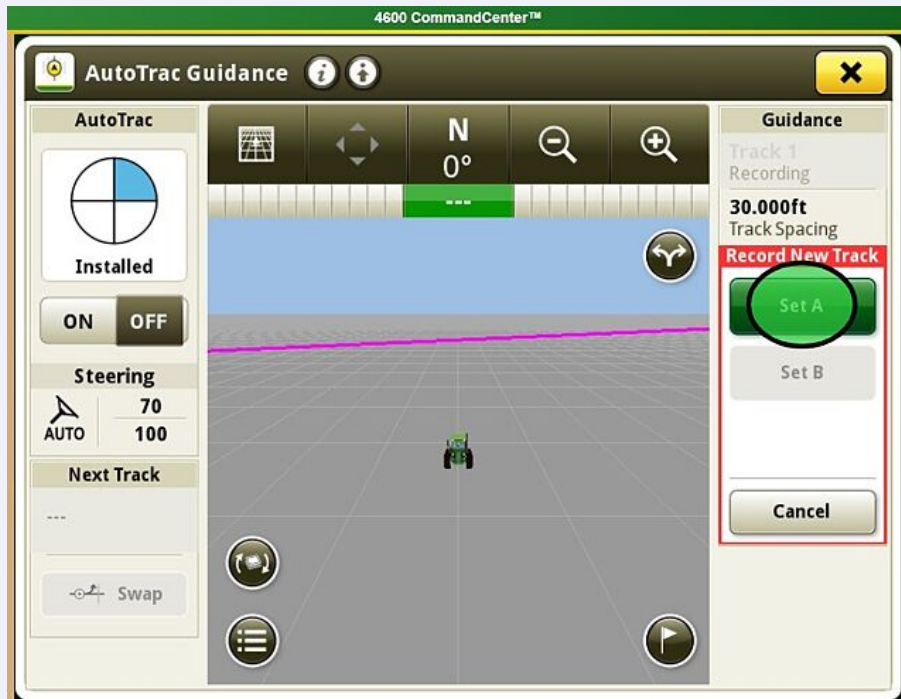 4600 CommandCenter™
AutoTrac Guidance
AutoTrac
Installed
ON OFF
Steering
AUTO
70
100
Next Track
---
Swap
N
0°
---
Guidance
Track 1
Recording
30.000ft
Track Spacing
Record New Track
Set A
Set B
Cancel